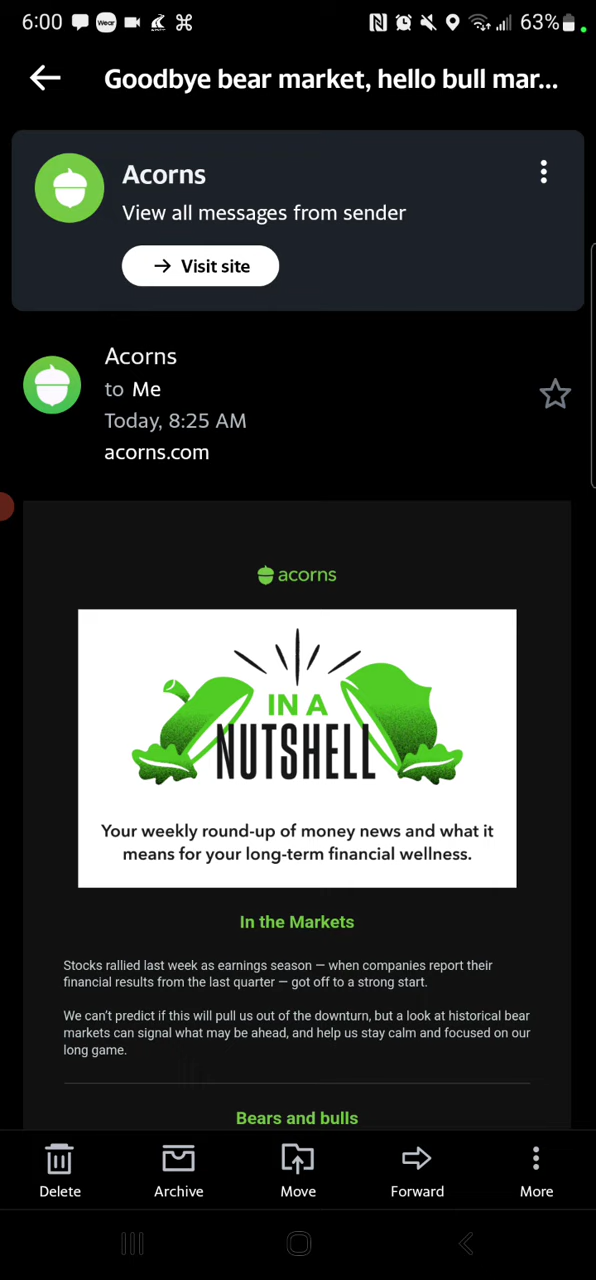 6:00
Wear
63%
Goodbye bear market, hello bull mar...
Acorns
View all messages from sender
→ Visit site
Acorns
to Me
Today, 8:25 AM
acorns.com
acorns
IN A
NUTSHELL
Your weekly round-up of money news and what it
means for your long-term financial wellness.
In the Markets
Stocks rallied last week as earnings season — when companies report their
financial results from the last quarter — got off to a strong start.
We can't predict if this will pull us out of the downturn, but a look at historical bear
markets can signal what may be ahead, and help us stay calm and focused on our
long game.
Bears and bulls
Delete
Archive
Move
Forward
More